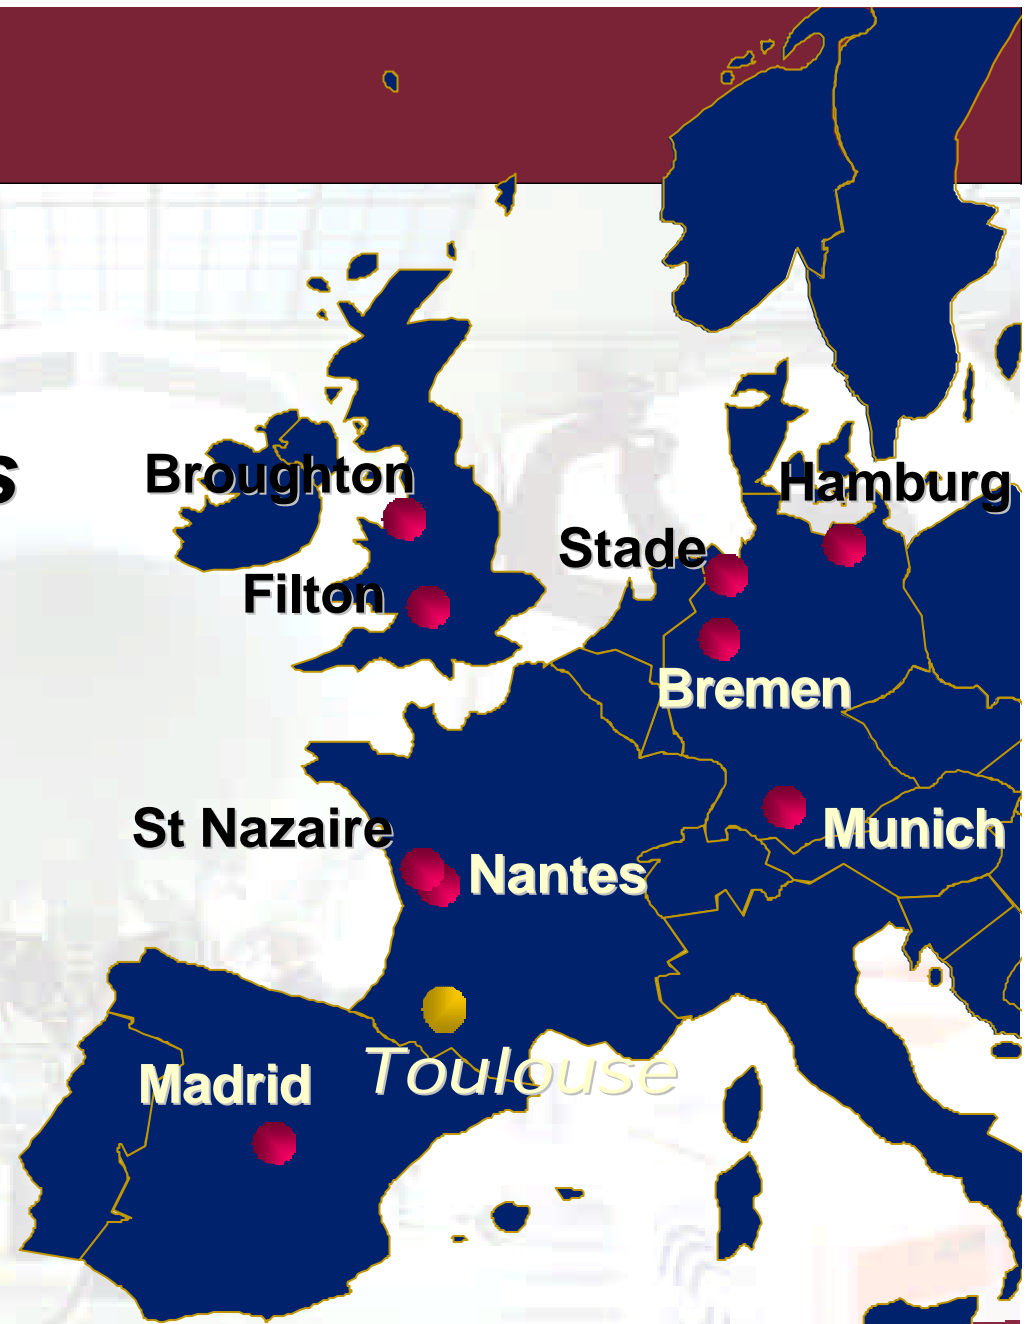 s
Broughton
Hamburg
Stade
Filton
Bremen
St Nazaire
Munich
Nantes
Toulouse
Madrid